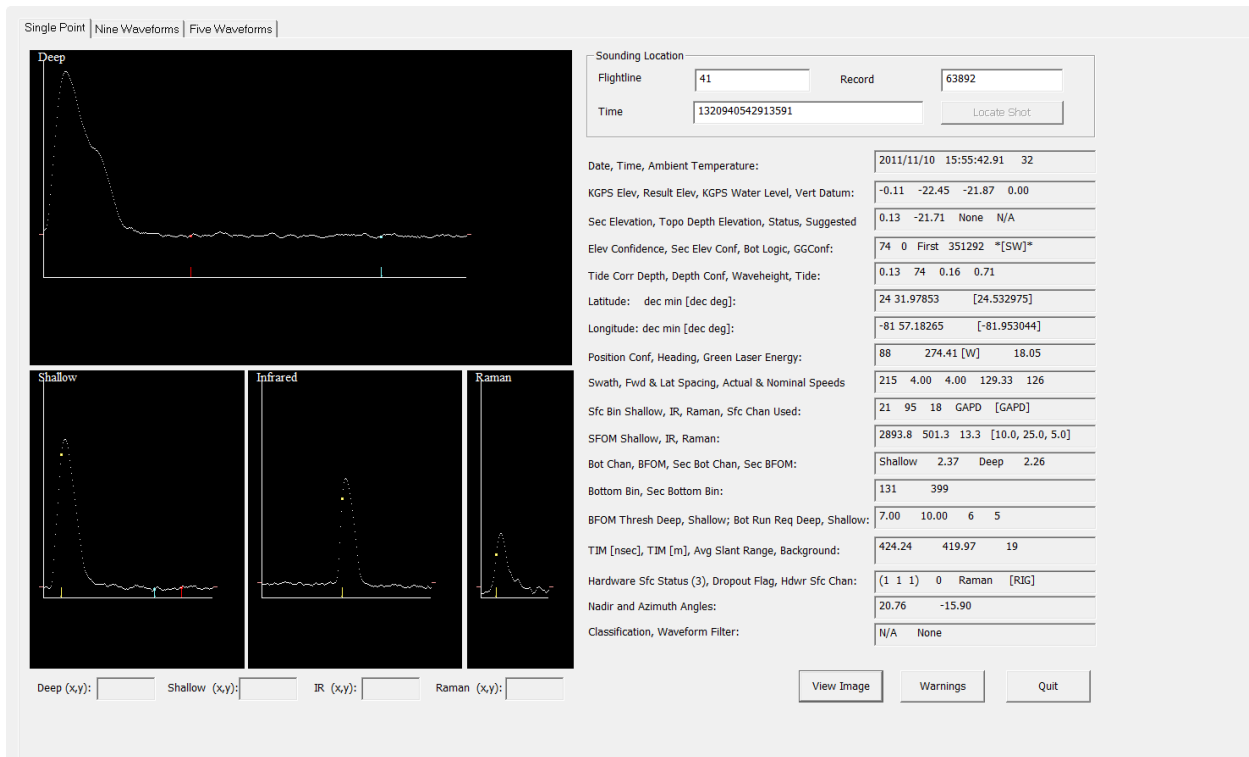 Single Point Nine Waveforms Five Waveforms
Deep
Shallow
Infrared
Raman
Deep (x,y): Shallow (x,y): IR (x,y): Raman (x,y):
Sounding Location
Flightline 41 Record 63892
Time 1320940542913591 Locate Shot
Date, Time, Ambient Temperature: 2011/11/10 15:55:42.91 32
KGPS Elev, Result Elev, KGPS Water Level, Vert Datum: -0.11 -22.45 -21.87 0.00
Sec Elevation, Topo Depth Elevation, Status, Suggested 0.13 -21.71 None N/A
Elev Confidence, Sec Elev Conf, Bot Logic, GGConf: 74 0 First 351292 *[SW]*
Tide Corr Depth, Depth Conf, Waveheight, Tide: 0.13 74 0.16 0.71
Latitude: dec min [dec deg]: 24 31.97853 [24.532975]
Longitude: dec min [dec deg]: -81 57.18265 [-81.953044]
Position Conf, Heading, Green Laser Energy: 88 274.41 [W] 18.05
Swath, Fwd & Lat Spacing, Actual & Nominal Speeds 215 4.00 4.00 129.33 126
Sfc Bin Shallow, IR, Raman, Sfc Chan Used: 21 95 18 GAPD [GAPD]
SFOM Shallow, IR, Raman: 2893.8 501.3 13.3 [10.0, 25.0, 5.0]
Bot Chan, BFOM, Sec Bot Chan, Sec BFOM: Shallow 2.37 Deep 2.26
Bottom Bin, Sec Bottom Bin: 131 399
BFOM Thresh Deep, Shallow; Bot Run Req Deep, Shallow: 7.00 10.00 6 5
TIM [nsec], TIM [m], Avg Slant Range, Background: 424.24 419.97 19
Hardware Sfc Status (3), Dropout Flag, Hdwr Sfc Chan: (1 1 1) 0 Raman [RIG]
Nadir and Azimuth Angles: 20.76 -15.90
Classification, Waveform Filter: N/A None
View Image Warnings Quit